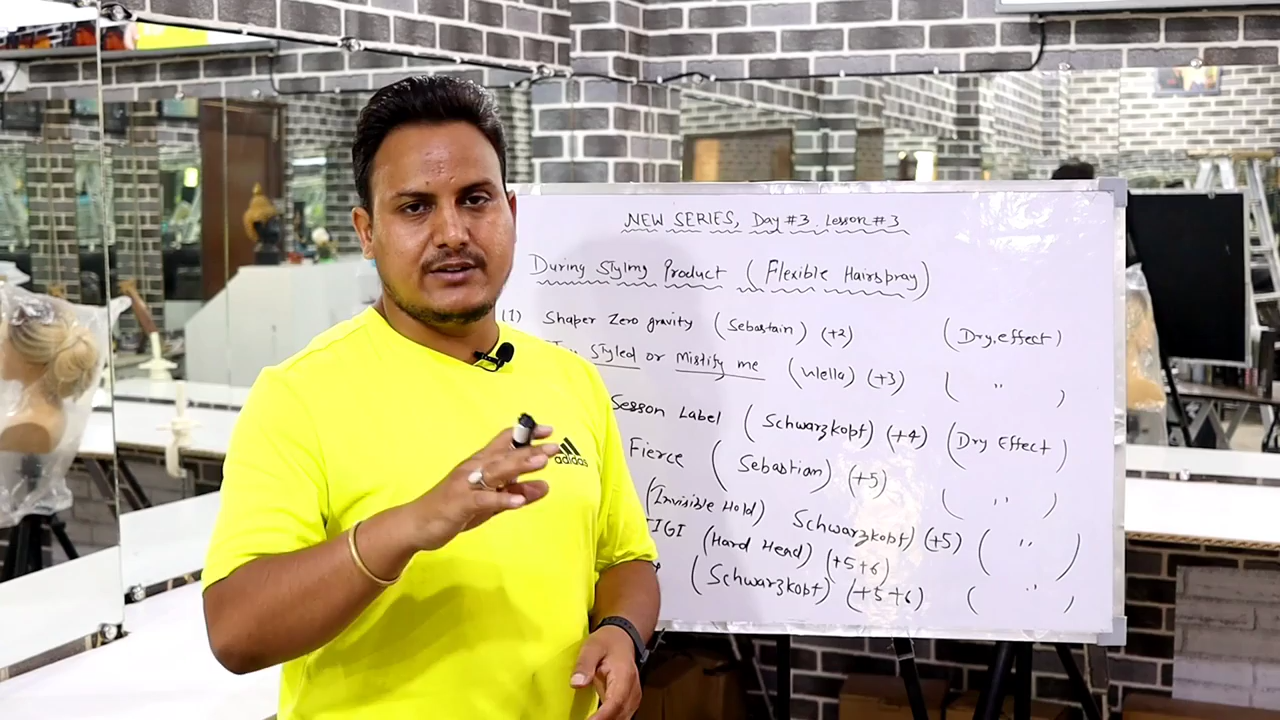 NEW SERIES, Day #3. Lesson #3
During Styling Product (Flexible Hairspray)
(1) Shaper Zero gravity (Sebastain) (+2) (Dry effect)
Styled or Mistify me (Wella) (+3) ( " )
Sesson Label (Schwarzkopf) (+4) (Dry Effect)
Fierce (Sebastian) (+5) ( " )
(Invisible Hold) Schwarzkopf) (+5) ( " )
TIGI (Hard Head) (+5+6)
(Schwarzkopf) (+5+6) ( " )
adidas